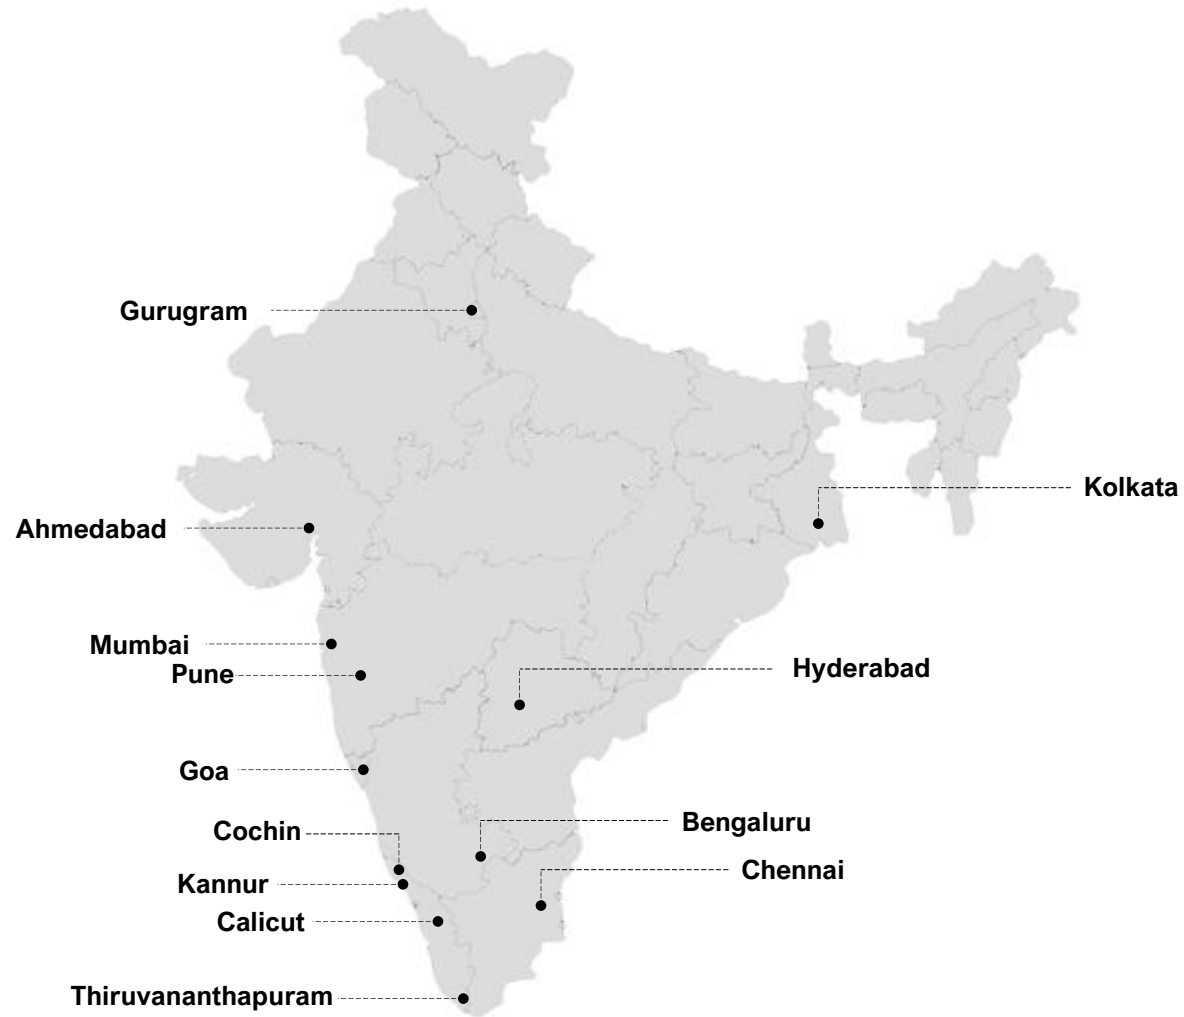 Gurugram
Kolkata
Ahmedabad
Mumbai
Hyderabad
Pune
Goa
Bengaluru
Cochin
Chennai
Kannur
Calicut
Thiruvananthapuram